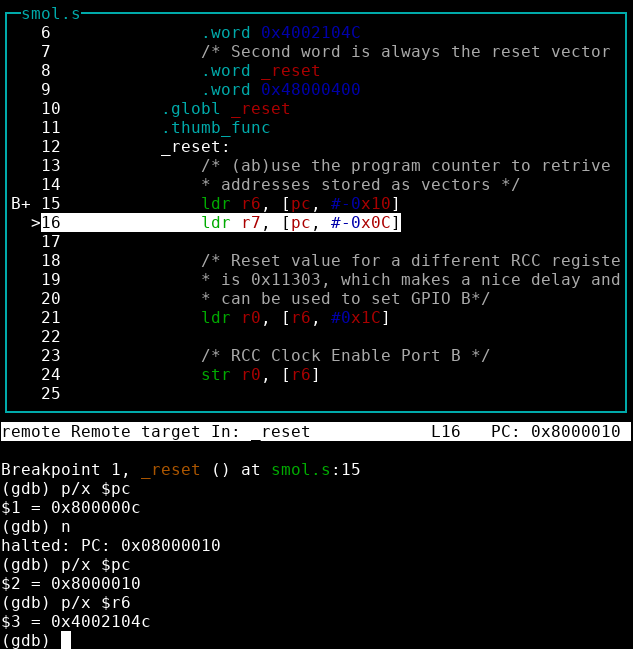 smol.s
6 .word 0x4002104C
7 /* Second word is always the reset vector
8 .word _reset
9 .word 0x48000400
10 .globl _reset
11 .thumb_func
12 _reset:
13 /* (ab)use the program counter to retrive
14 * addresses stored as vectors */
B+ 15 ldr r6, [pc, #-0x10]
>16 ldr r7, [pc, #-0x0C]
17
18 /* Reset value for a different RCC registe
19 * is 0x11303, which makes a nice delay and
20 * can be used to set GPIO B*/
21 ldr r0, [r6, #0x1C]
22
23 /* RCC Clock Enable Port B */
24 str r0, [r6]
25
remote Remote target In: _reset L16 PC: 0x8000010
Breakpoint 1, _reset () at smol.s:15
(gdb) p/x $pc
$1 = 0x800000c
(gdb) n
halted: PC: 0x08000010
(gdb) p/x $pc
$2 = 0x8000010
(gdb) p/x $r6
$3 = 0x4002104c
(gdb)